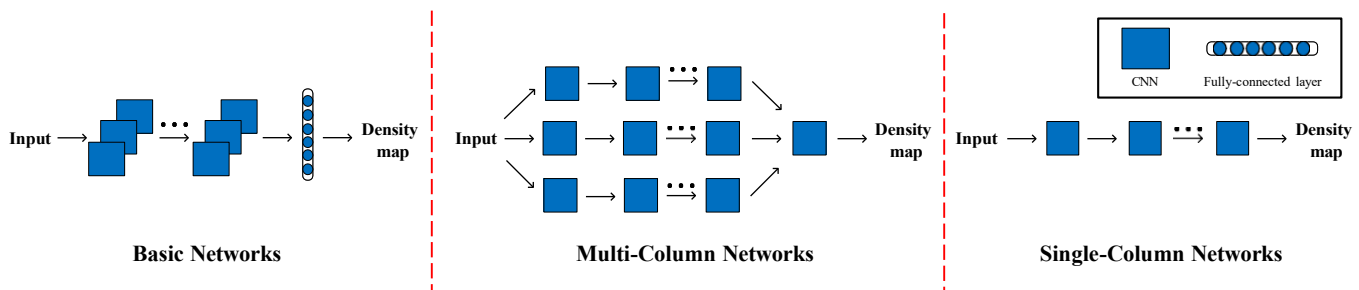 Input
Density
map
Basic Networks
Input
Density
map
Multi-Column Networks
CNN
Fully-connected layer
Input
Density
map
Single-Column Networks